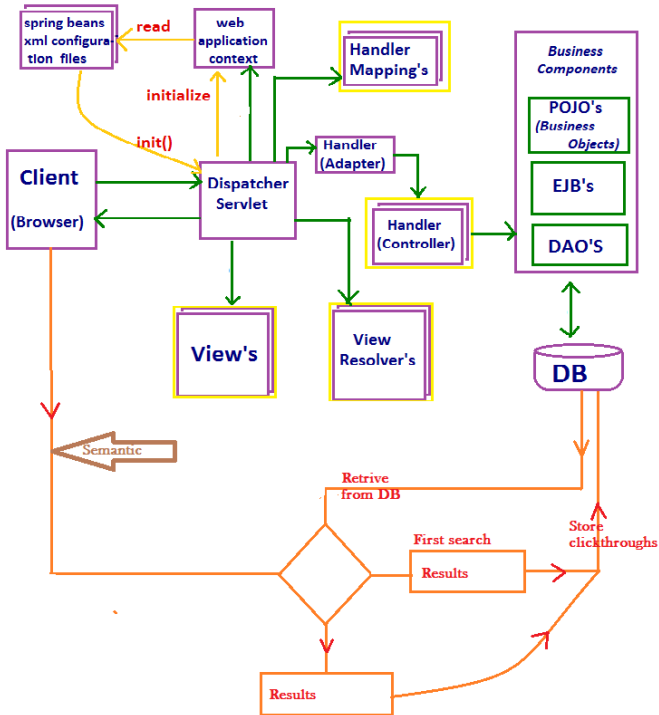 spring beans
xml configura-
tion files
read
web
application
context
initialize
init()
Handler
Mapping's
Business
Components
POJO's
(Business
Objects)
EJB's
DAO'S
Client
(Browser)
Dispatcher
Servlet
Handler
(Adapter)
Handler
(Controller)
View's
View
Resolver's
DB
Semantic
Retrive
from DB
First search
Results
Store
clickthroughs
Results